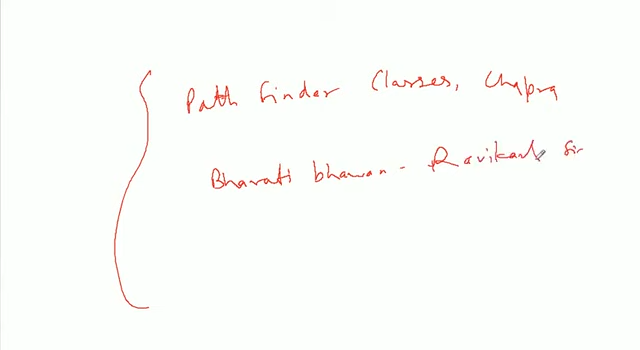 Path finder Classes, Chapra
Bharati bhawan - Ravikant Sir